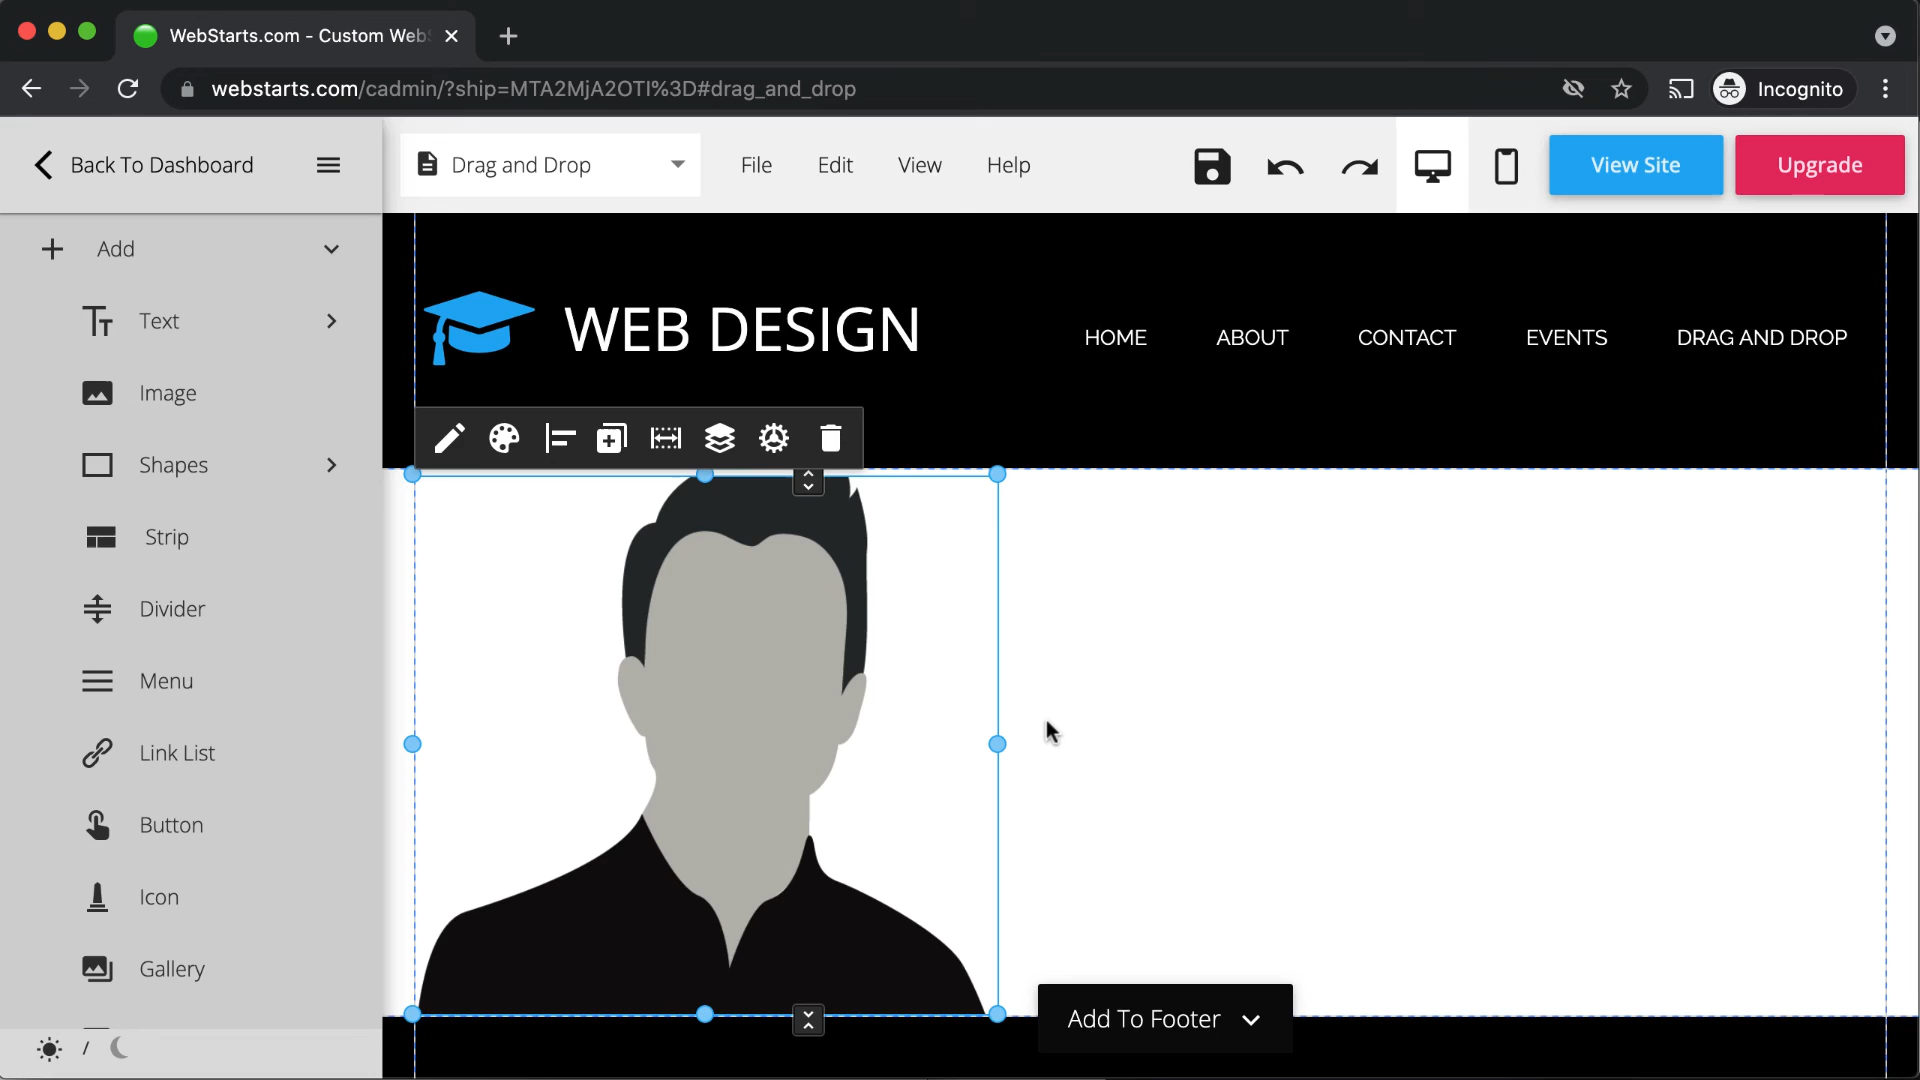 WebStarts.com - Custom Web
webstarts.com/cadmin/?ship=MTA2MjA2OTI%3D#drag_and_drop
Incognito
Back To Dashboard
Drag and Drop
File
Edit
View
Help
View Site
Upgrade
Add
Text
Image
Shapes
Strip
Divider
Menu
Link List
Button
Icon
Gallery
/
WEB DESIGN
HOME
ABOUT
CONTACT
EVENTS
DRAG AND DROP
Add To Footer